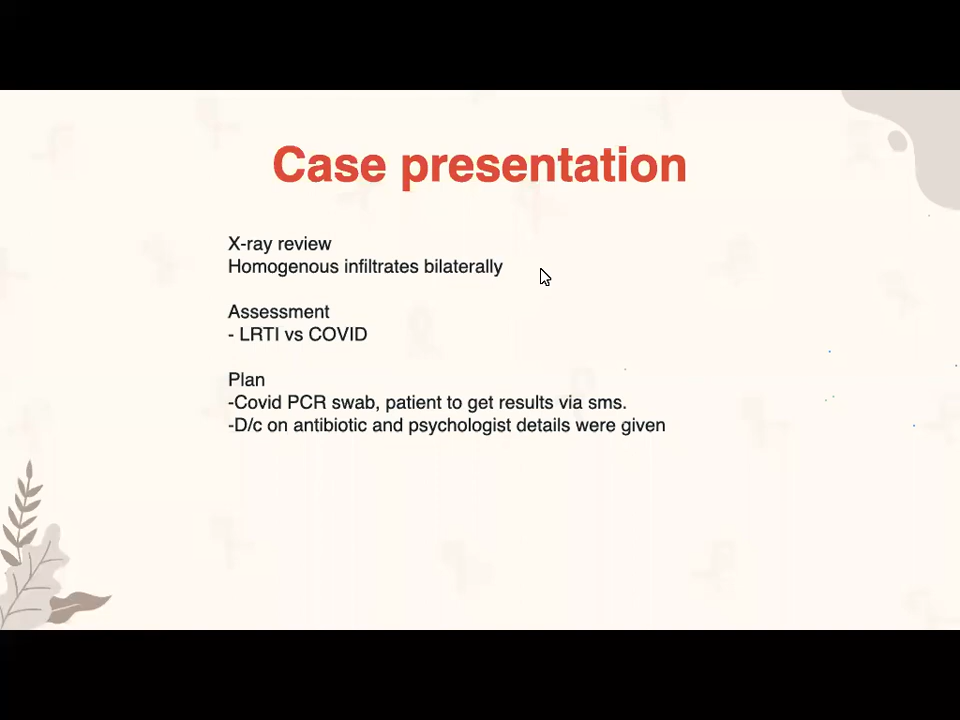 Case presentation
X-ray review
Homogenous infiltrates bilaterally
Assessment
- LRTI vs COVID
Plan
-Covid PCR swab, patient to get results via sms.
-D/c on antibiotic and psychologist details were given